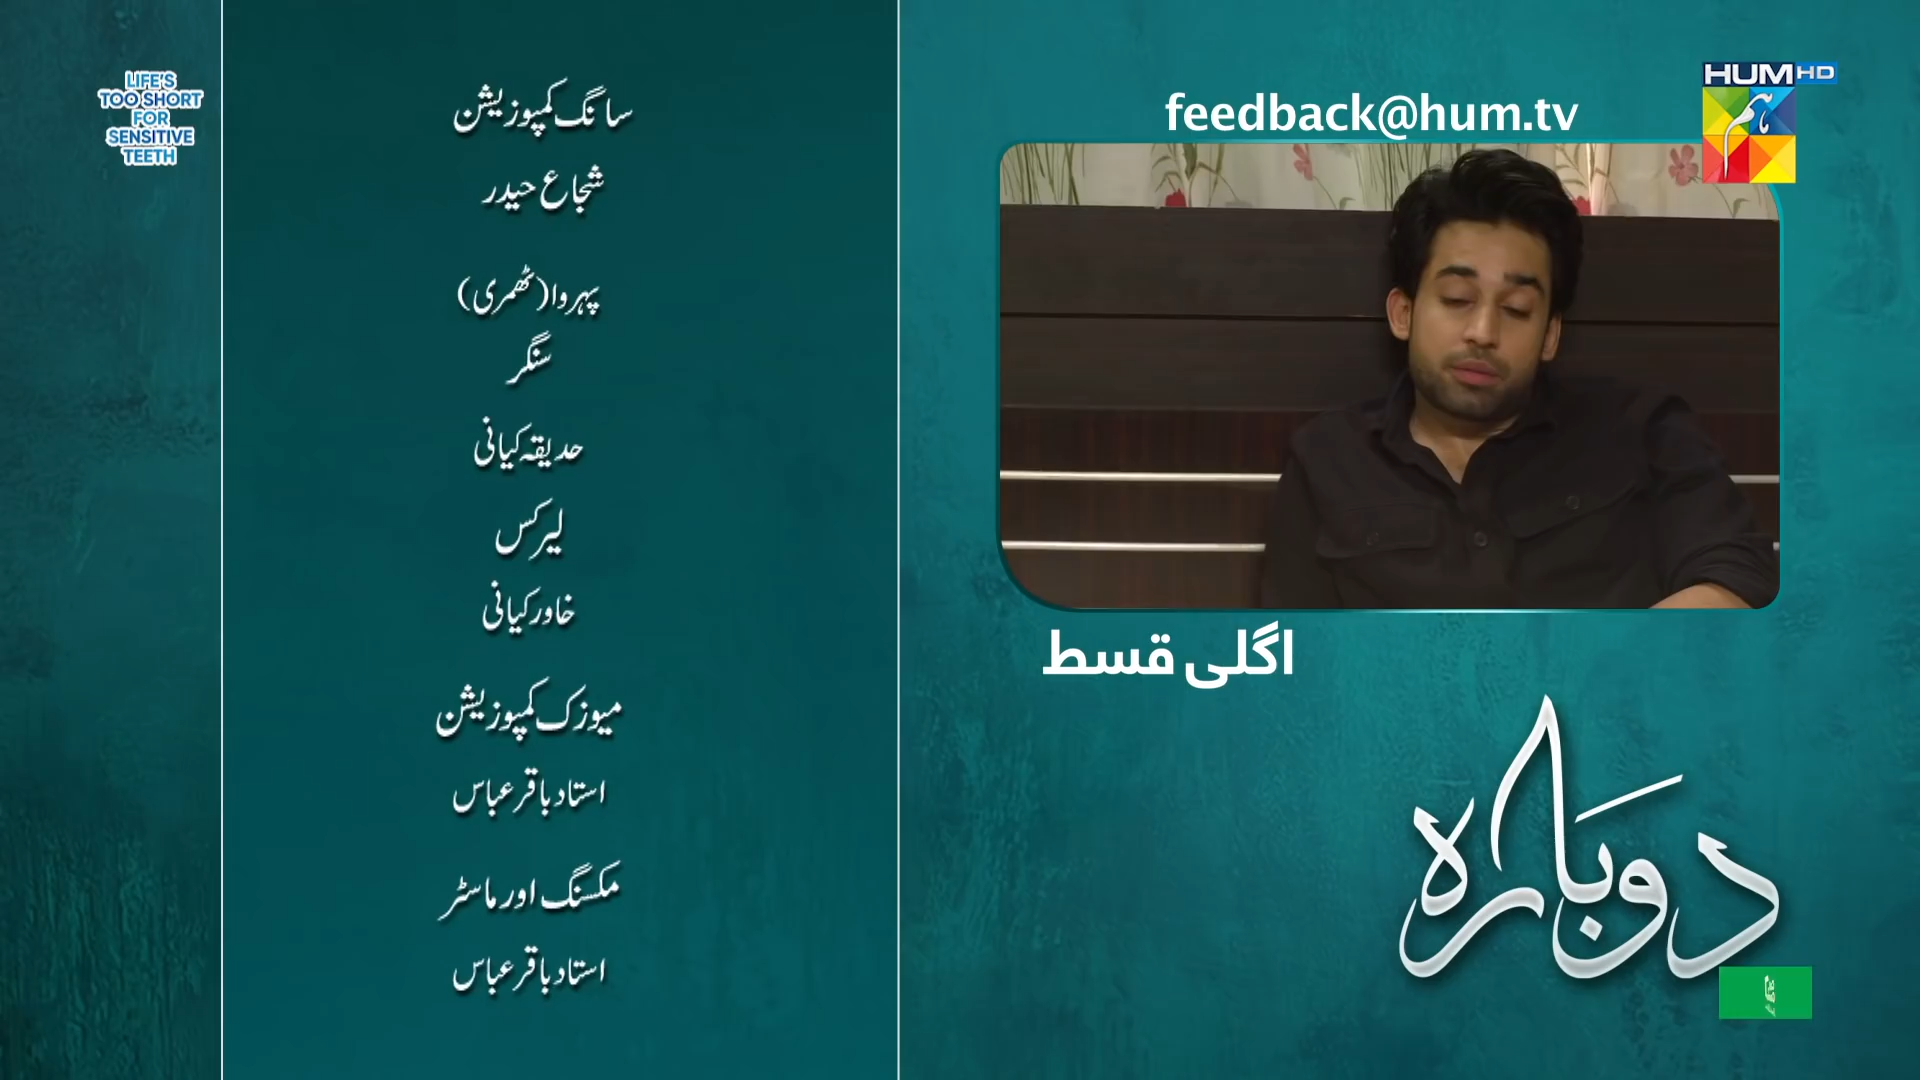 LIFE'S
TOO SHORT
FOR
SENSITIVE
TEETH
سانگ کمپوزیشن
شجاع حیدر
پہروا (ٹھمری)
سنگر
حدیقہ کیانی
لیرکس
خاور کیانی
میوزک کمپوزیشن
استاد باقر عباس
مکسنگ اور ماسٹر
استاد باقر عباس
feedback@hum.tv
HUM HD
ہم
اگلی قسط
دوبارہ